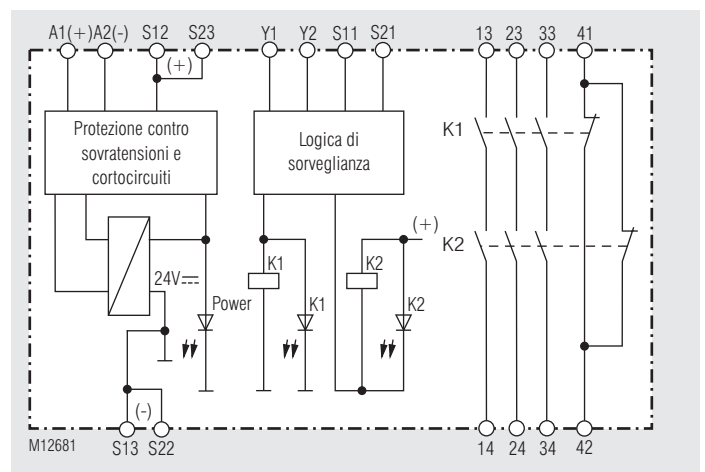 A1(+) A2(-) S12 S23 Y1 Y2 S11 S21 13 23 33 41
(+)
Protezione contro
sovratensioni e
cortocircuiti
Logica di
sorveglianza
K1
K2
(+)
24V
Power
K1
K1
K2
K2
(-)
M12681
S13 S22 14 24 34 42